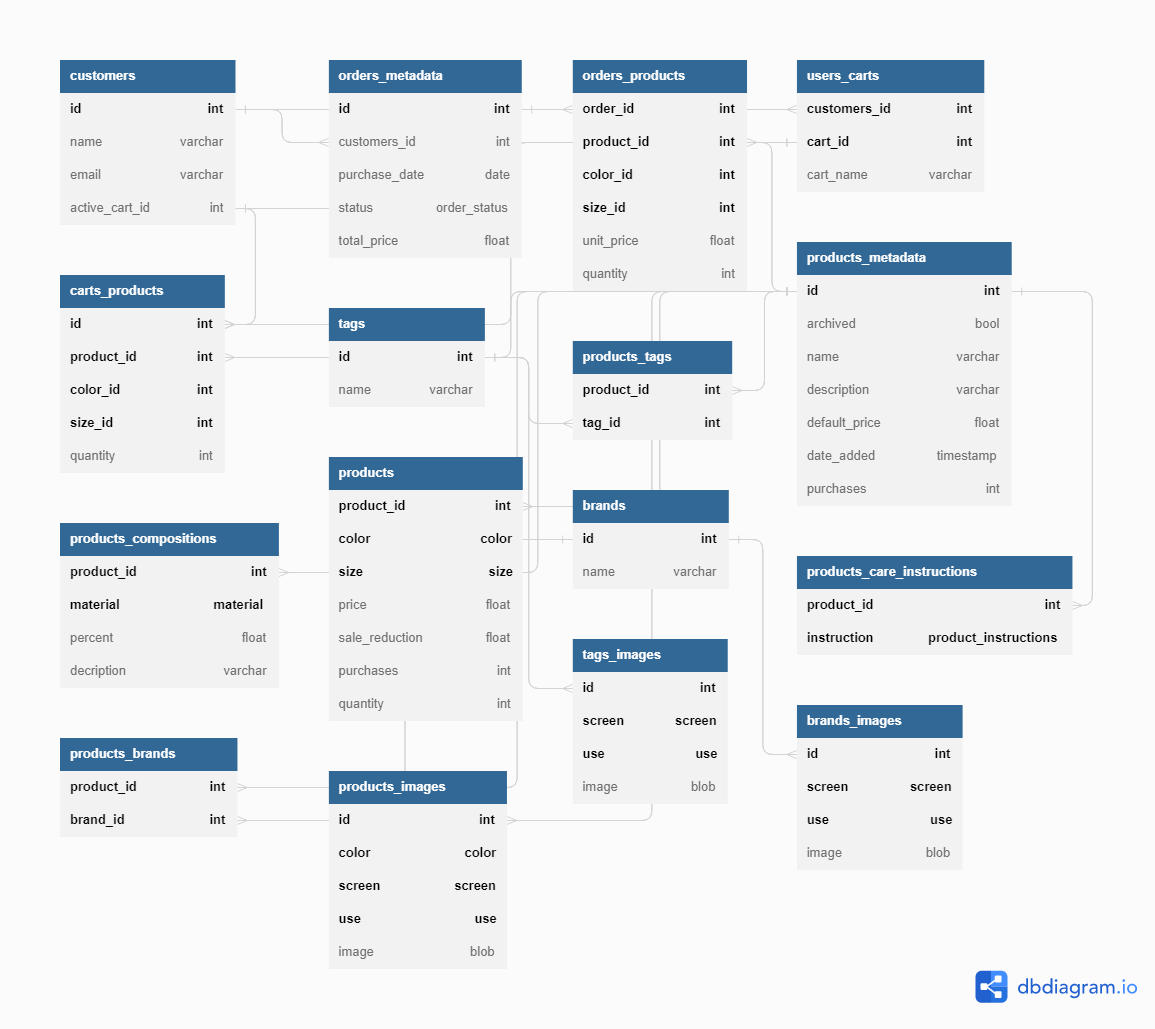 customers
id int
name varchar
email varchar
active_cart_id int
orders_metadata
id int
customers_id int
purchase_date date
status order_status
total_price float
orders_products
order_id int
product_id int
color_id int
size_id int
unit_price float
quantity int
users_carts
customers_id int
cart_id int
cart_name varchar
carts_products
id int
product_id int
color_id int
size_id int
quantity int
tags
id int
name varchar
products_tags
product_id int
tag_id int
products_metadata
id int
archived bool
name varchar
description varchar
default_price float
date_added timestamp
purchases int
products_compositions
product_id int
material material
percent float
decription varchar
products
product_id int
color color
size size
price float
sale_reduction float
purchases int
quantity int
brands
id int
name varchar
products_care_instructions
product_id int
instruction product_instructions
tags_images
id int
screen screen
use use
image blob
brands_images
id int
screen screen
use use
image blob
products_brands
product_id int
brand_id int
products_images
id int
color color
screen screen
use use
image blob
dbdiagram.io